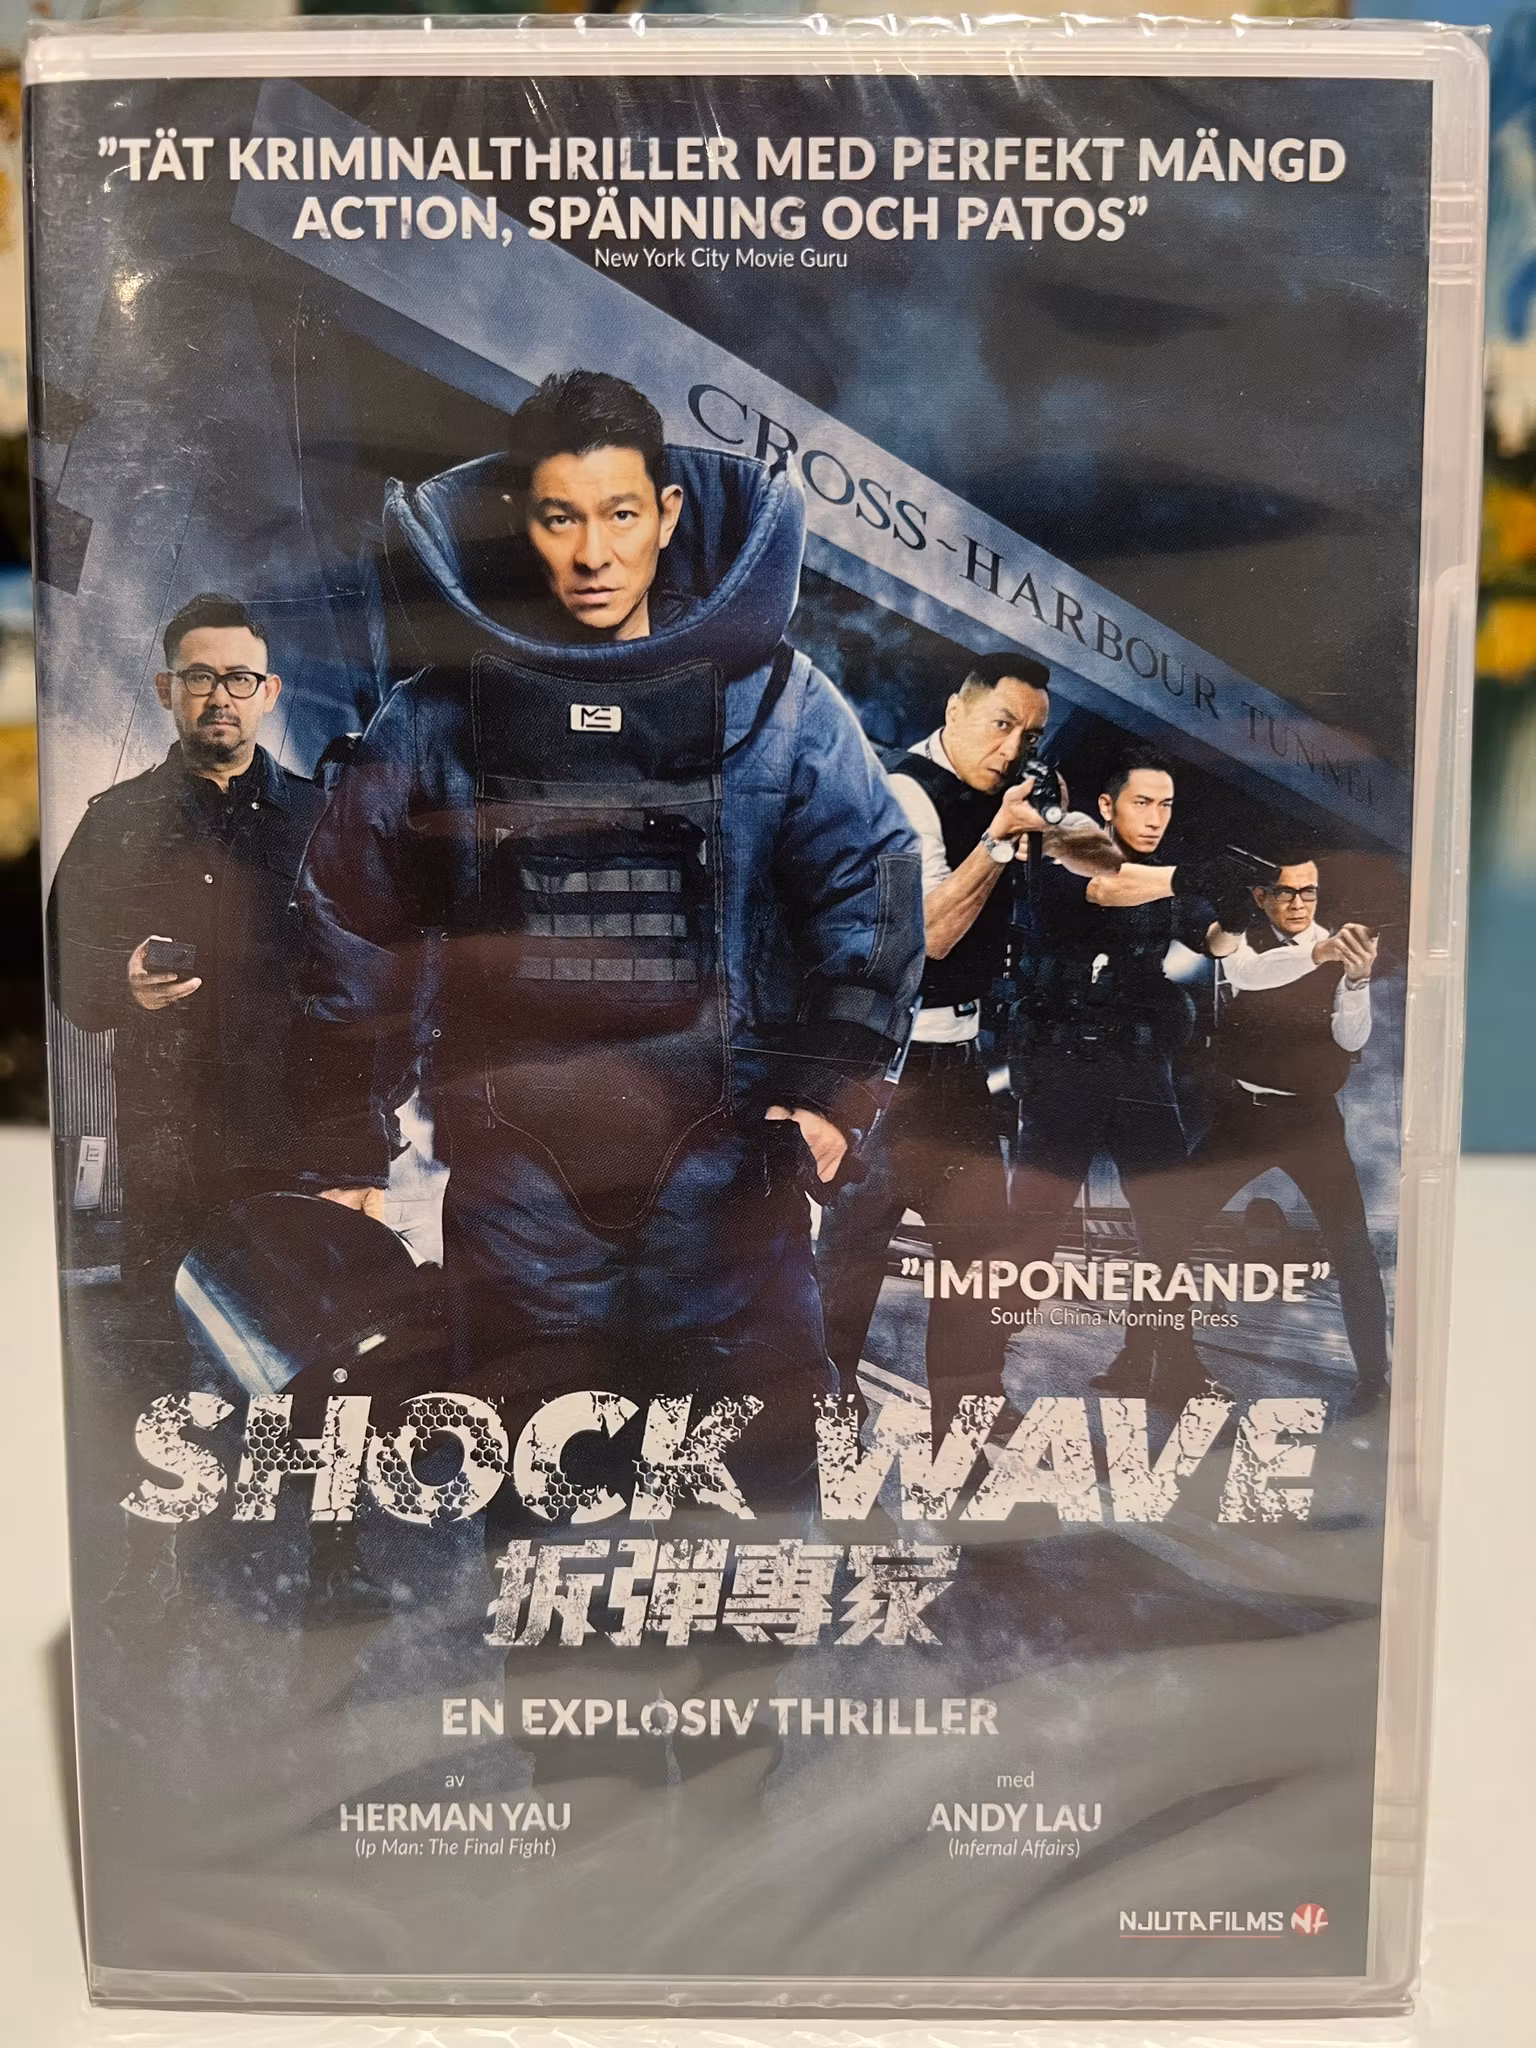 ”TÄT KRIMINALTHRILLER MED PERFEKT MÄNGD
ACTION, SPÄNNING OCH PATOS”
New York City Movie Guru
CROSS-HARBOUR TUNNEL
”IMPONERANDE”
South China Morning Press
SHOCK WAVE
拆彈專家
EN EXPLOSIV THRILLER
av
HERMAN YAU
(Ip Man: The Final Fight)
med
ANDY LAU
(Infernal Affairs)
NJUTAFILMS NF